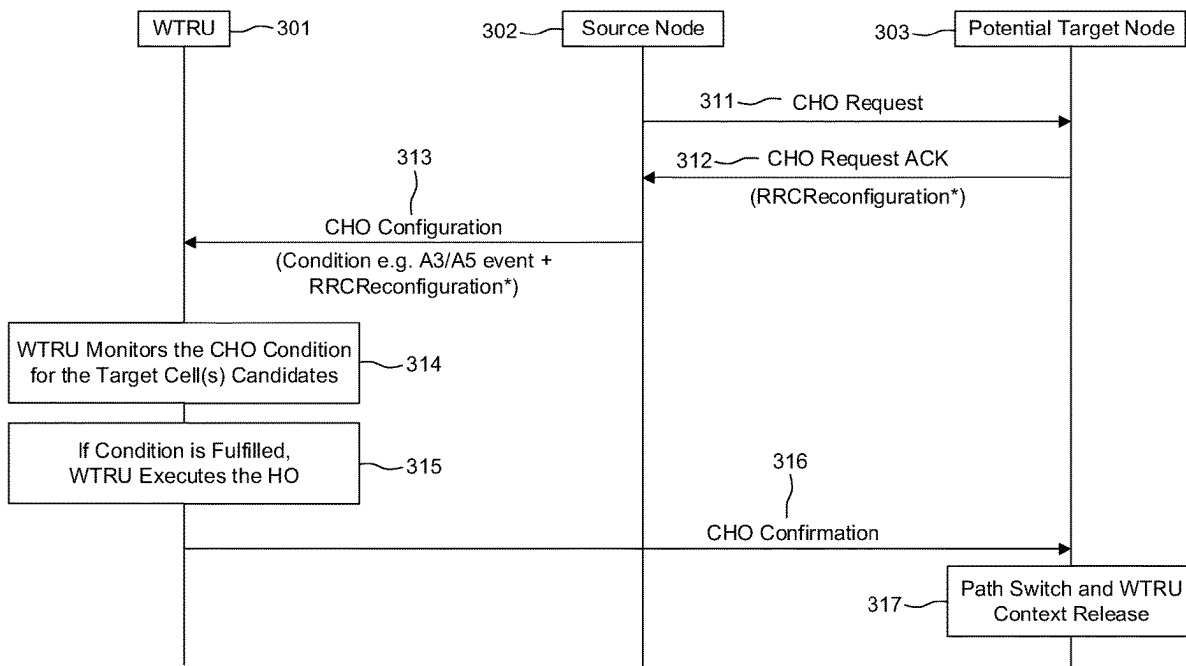 WTRU
301
302
Source Node
303
Potential Target Node
311
CHO Request
312
CHO Request ACK
(RRCReconfiguration*)
313
CHO Configuration
(Condition e.g. A3/A5 event +
RRCReconfiguration*)
WTRU Monitors the CHO Condition
for the Target Cell(s) Candidates
314
If Condition is Fulfilled,
WTRU Executes the HO
315
316
CHO Confirmation
317
Path Switch and WTRU
Context Release